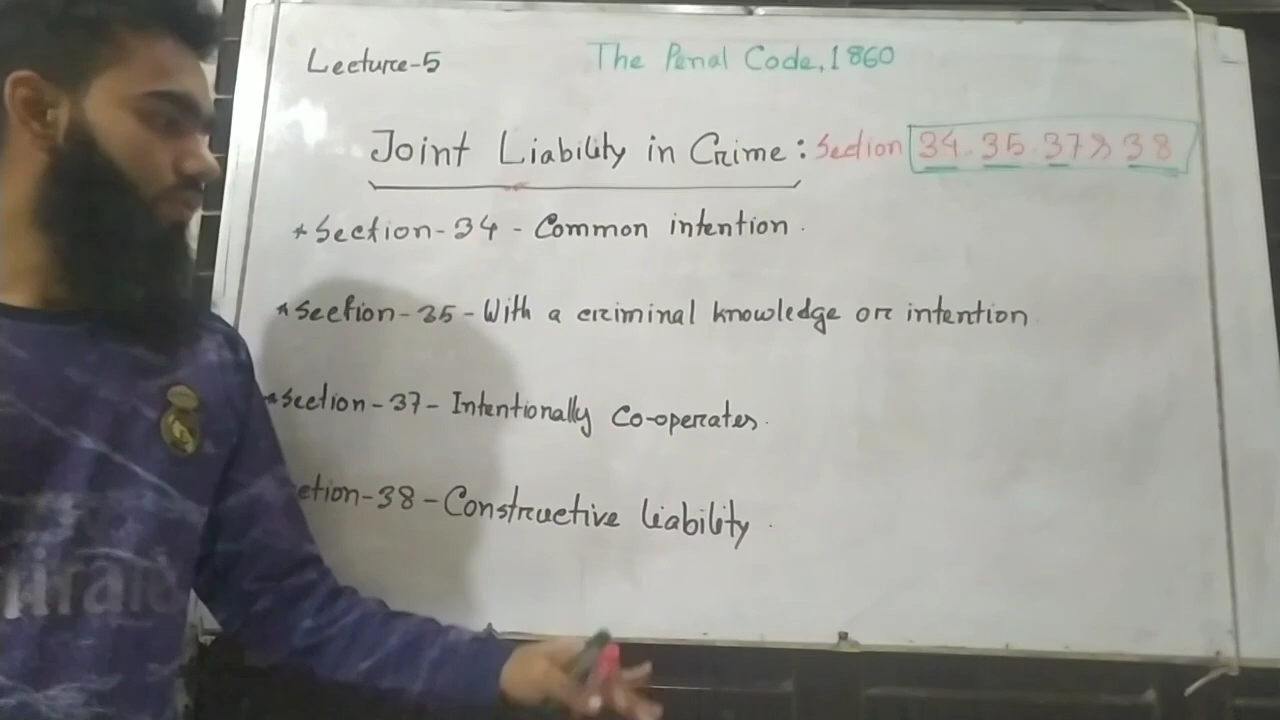 Lecture-5
The Penal Code, 1860
Joint Liability in Crime: Section 34. 35. 37 & 38
* Section-34 - Common intention.
* Section-35-With a criminal knowledge or intention
* Section-37-Intentionally Co-operates.
ction-38-Constructive liability.